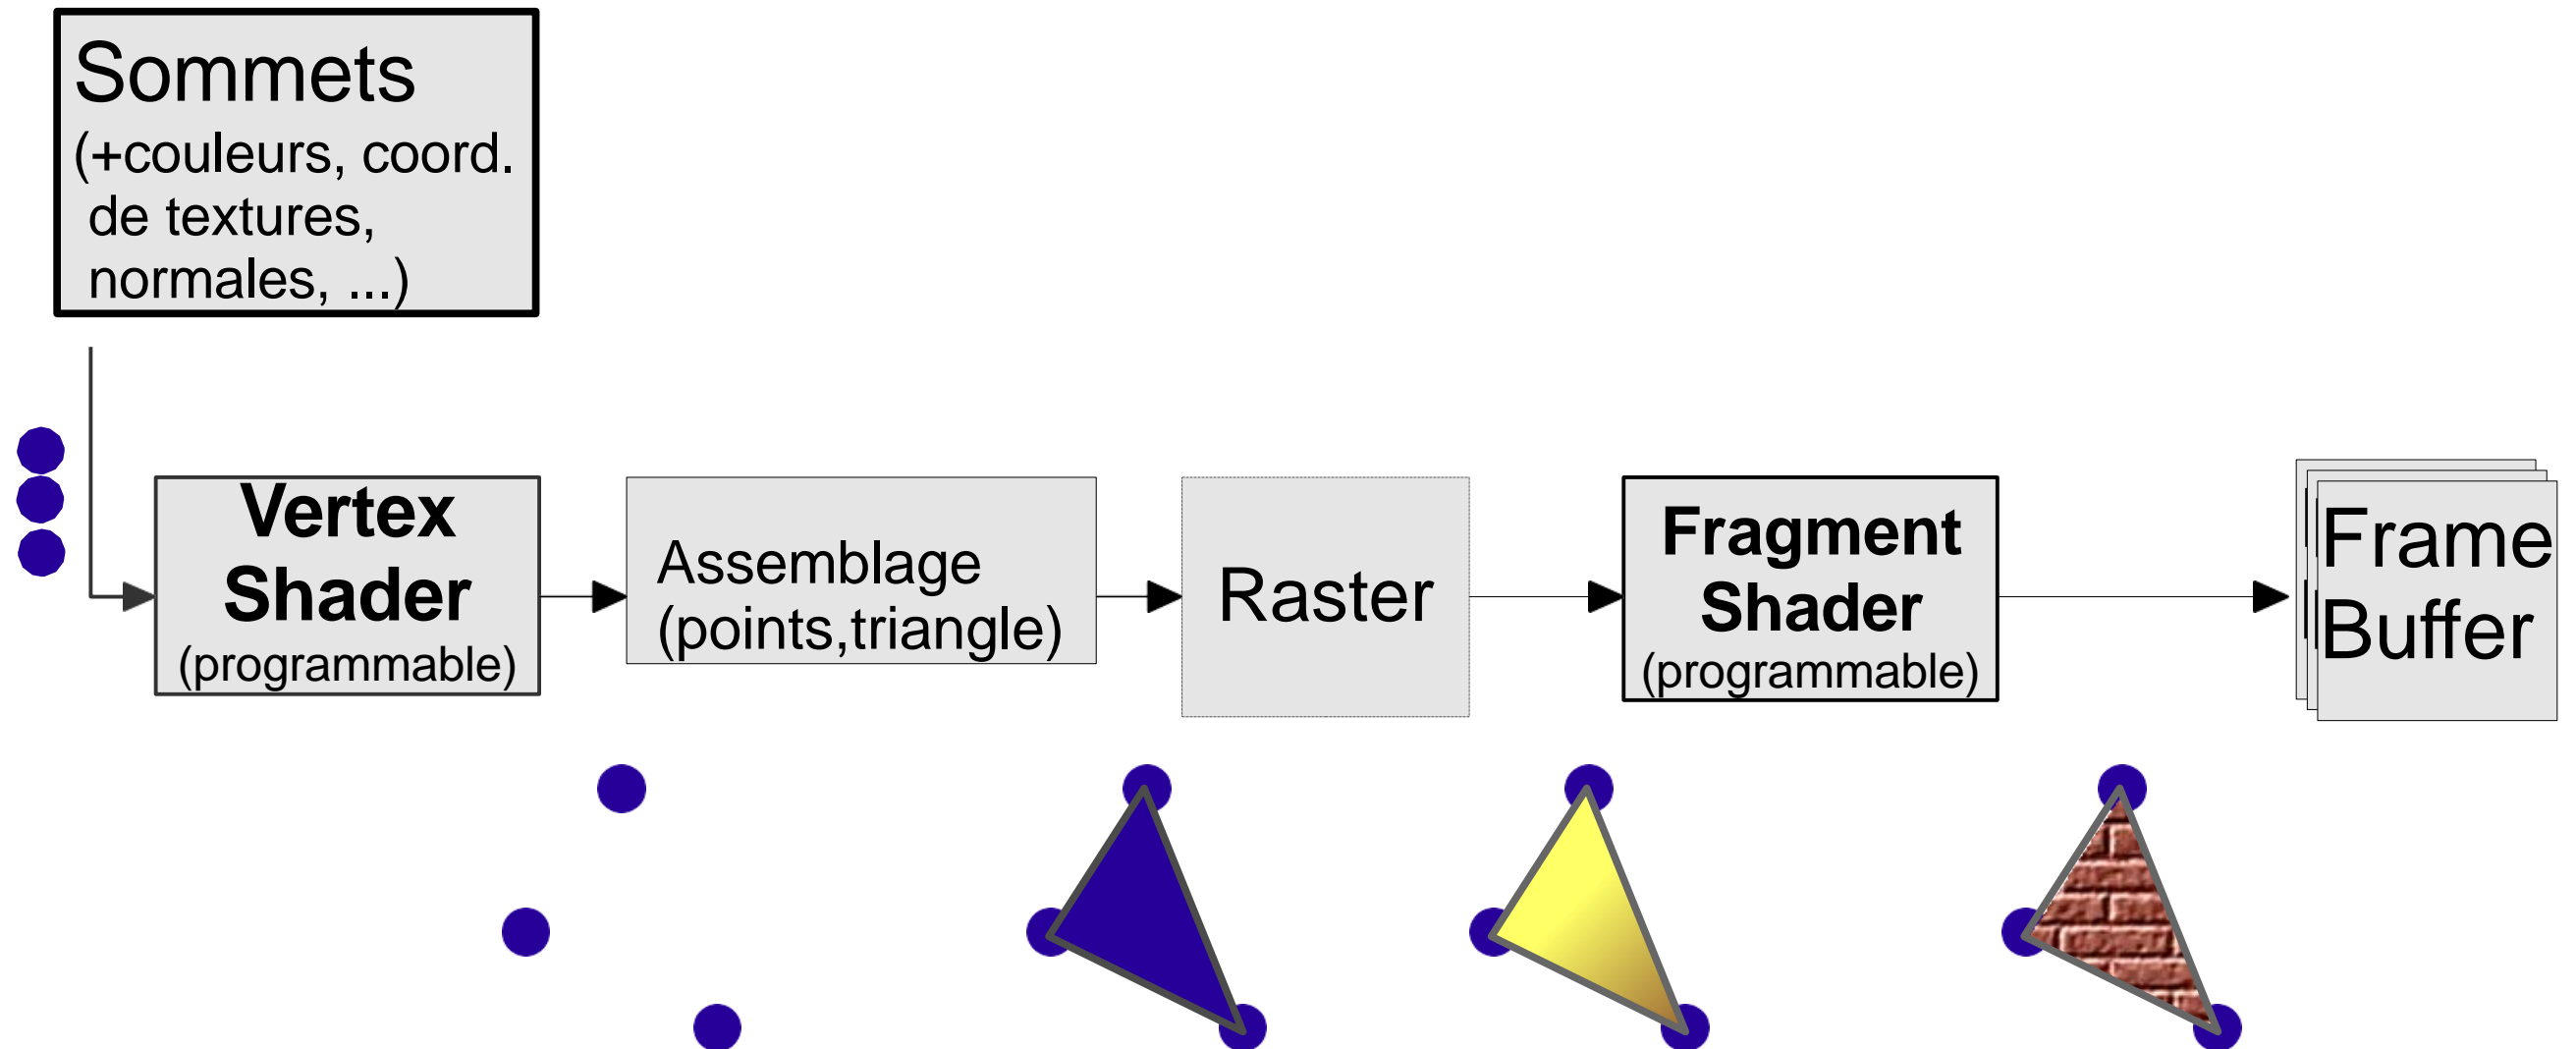 Sommets
(+couleurs, coord.
de textures,
normales, ...)
Vertex
Shader
(programmable)
Assemblage
(points,triangle)
Raster
Fragment
Shader
(programmable)
Frame
Buffer